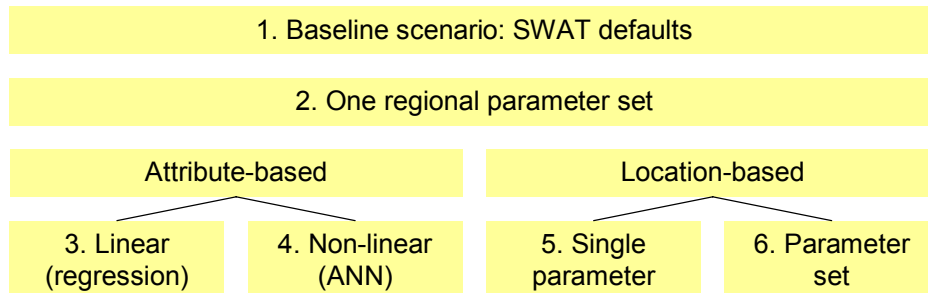 1. Baseline scenario: SWAT defaults
2. One regional parameter set
Attribute-based
Location-based
3. Linear
(regression)
4. Non-linear
(ANN)
5. Single
parameter
6. Parameter
set